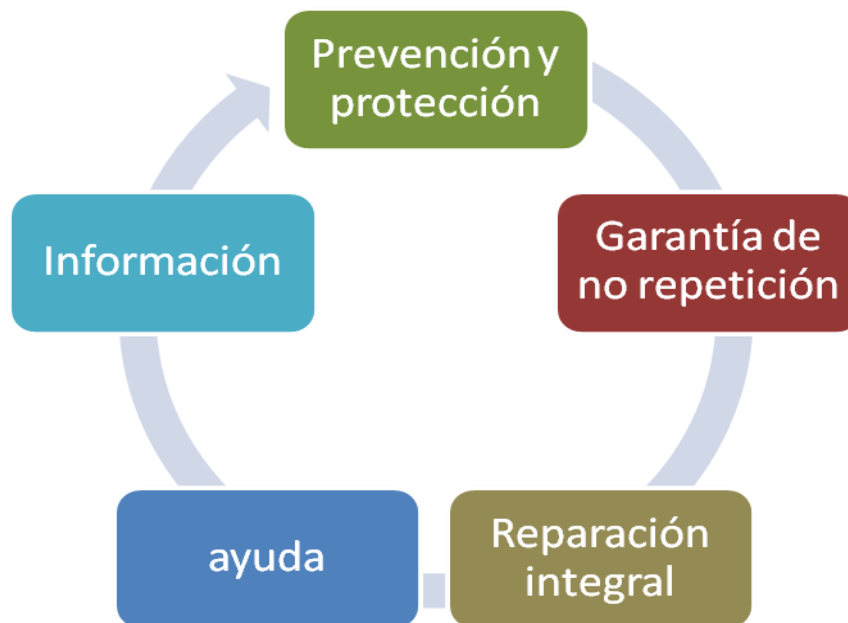 Prevención y
protección
Garantía de
no repetición
Reparación
integral
ayuda
Información